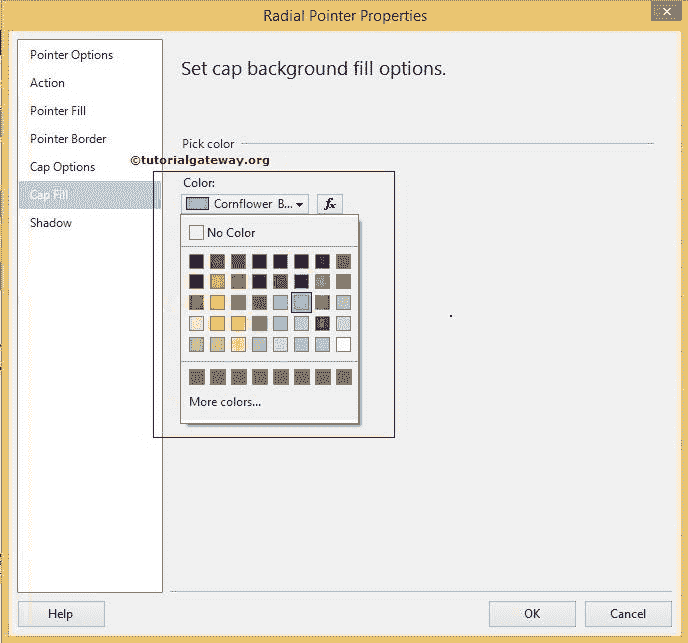 Radial Pointer Properties
Pointer Options
Action
Pointer Fill
Pointer Border
Cap Options
Cap Fill
Shadow
Set cap background fill options.
Pick color
©tutorialgateway.org
Color:
Cornflower B...
fx
No Color
More colors...
Help
OK
Cancel